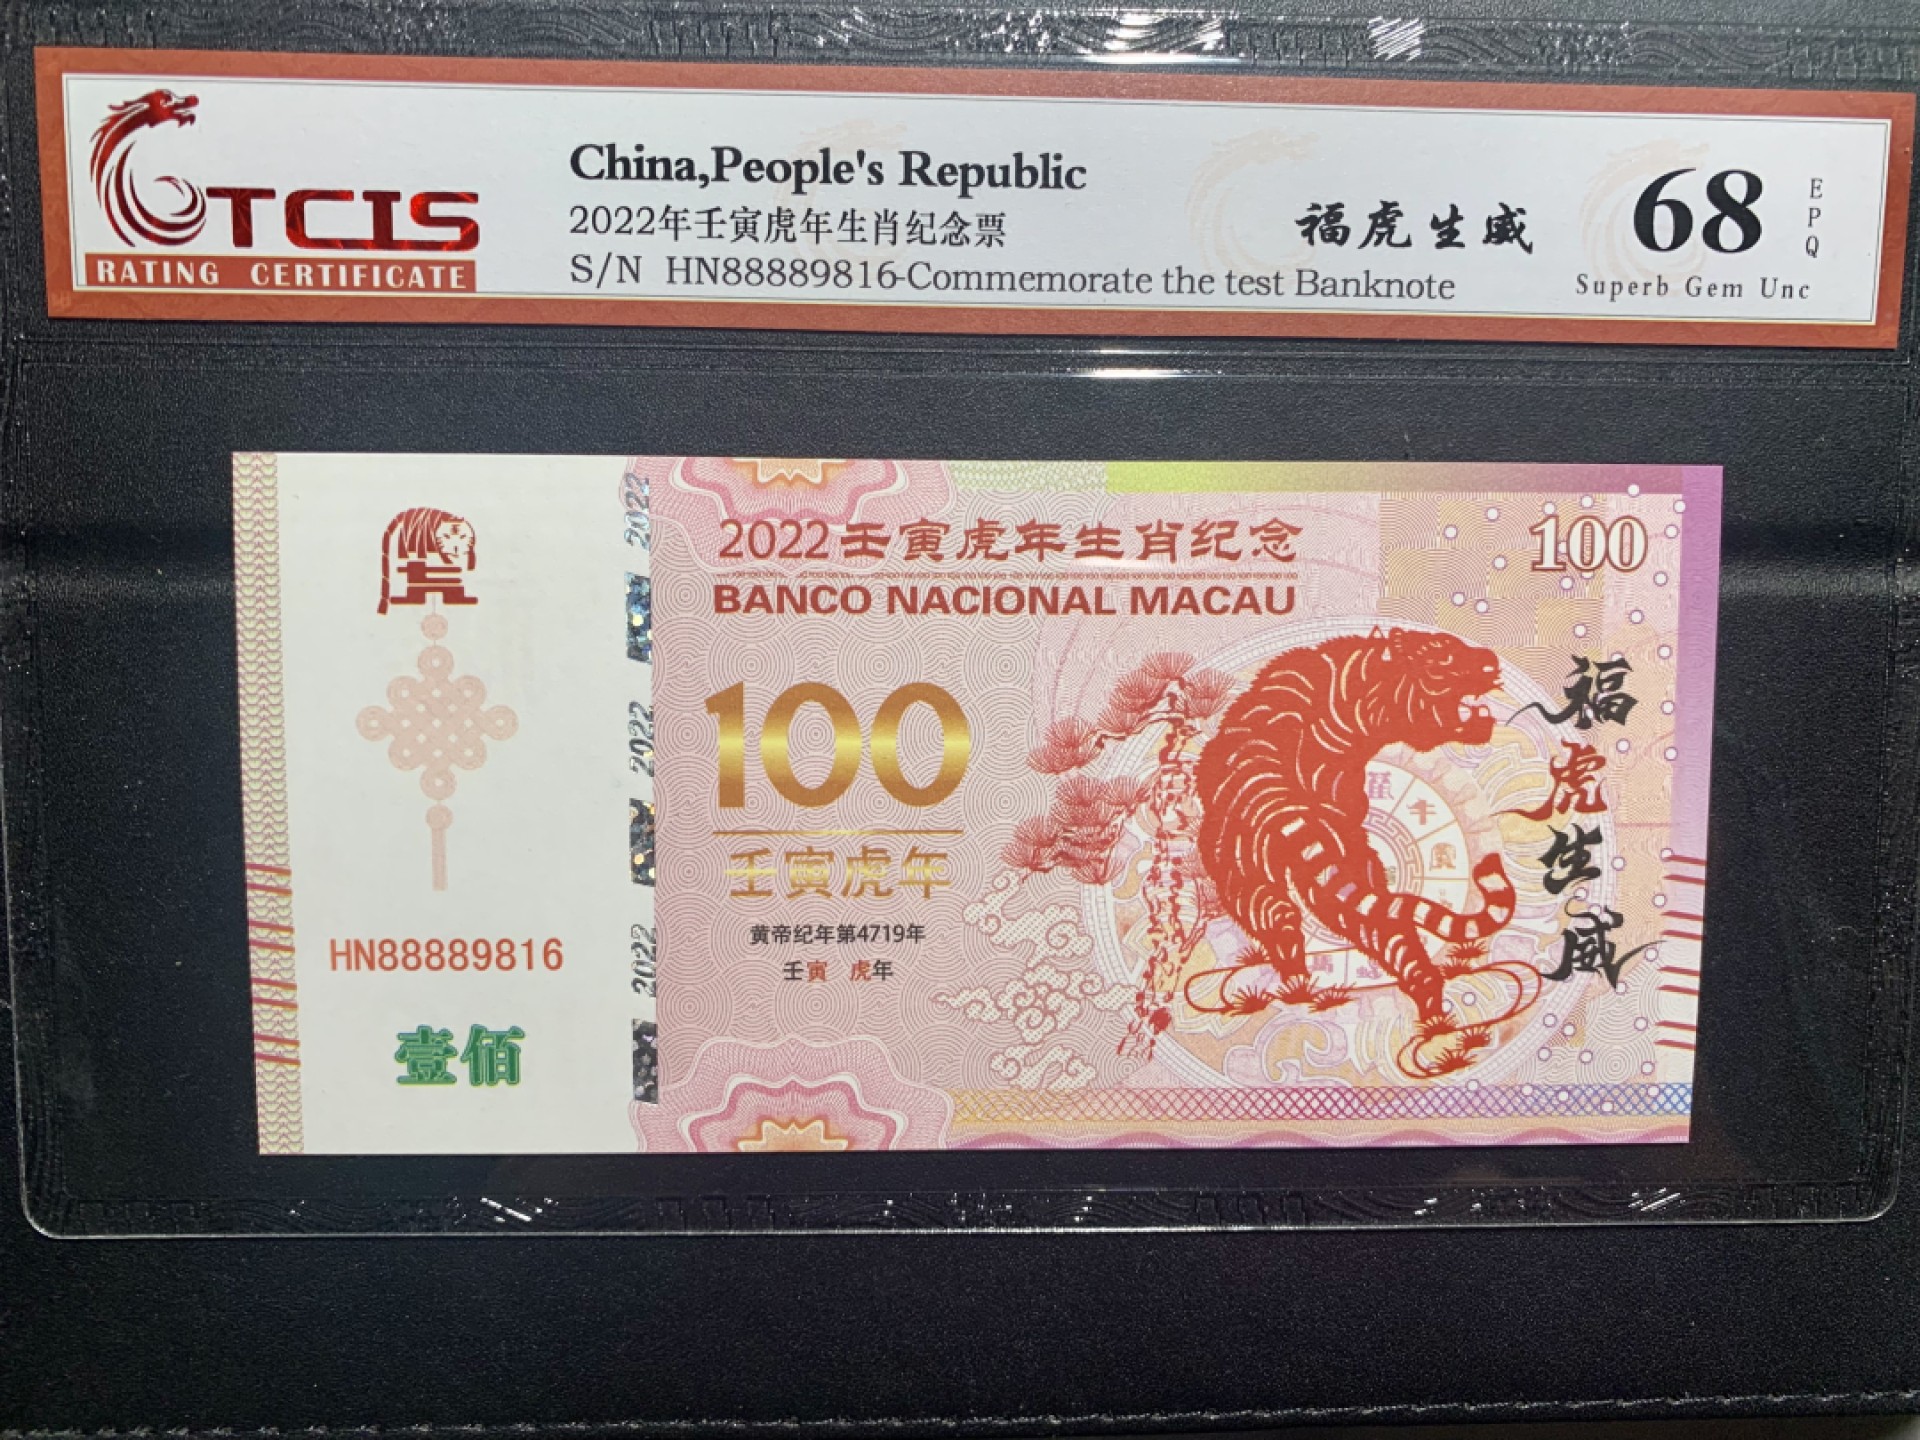 TCIS
RATING CERTIFICATE
China,People's Republic
2022年壬寅虎年生肖纪念票
S/N HN88889816-Commemorate the test Banknote
福虎生威
68
EPQ
Superb Gem Unc
2022壬寅虎年生肖纪念
BANCO NACIONAL MACAU
100
100
壬寅虎年
黄帝纪年第4719年
壬寅 虎年
福虎生威
HN88889816
壹佰
2022
2022
2022
牛
寅